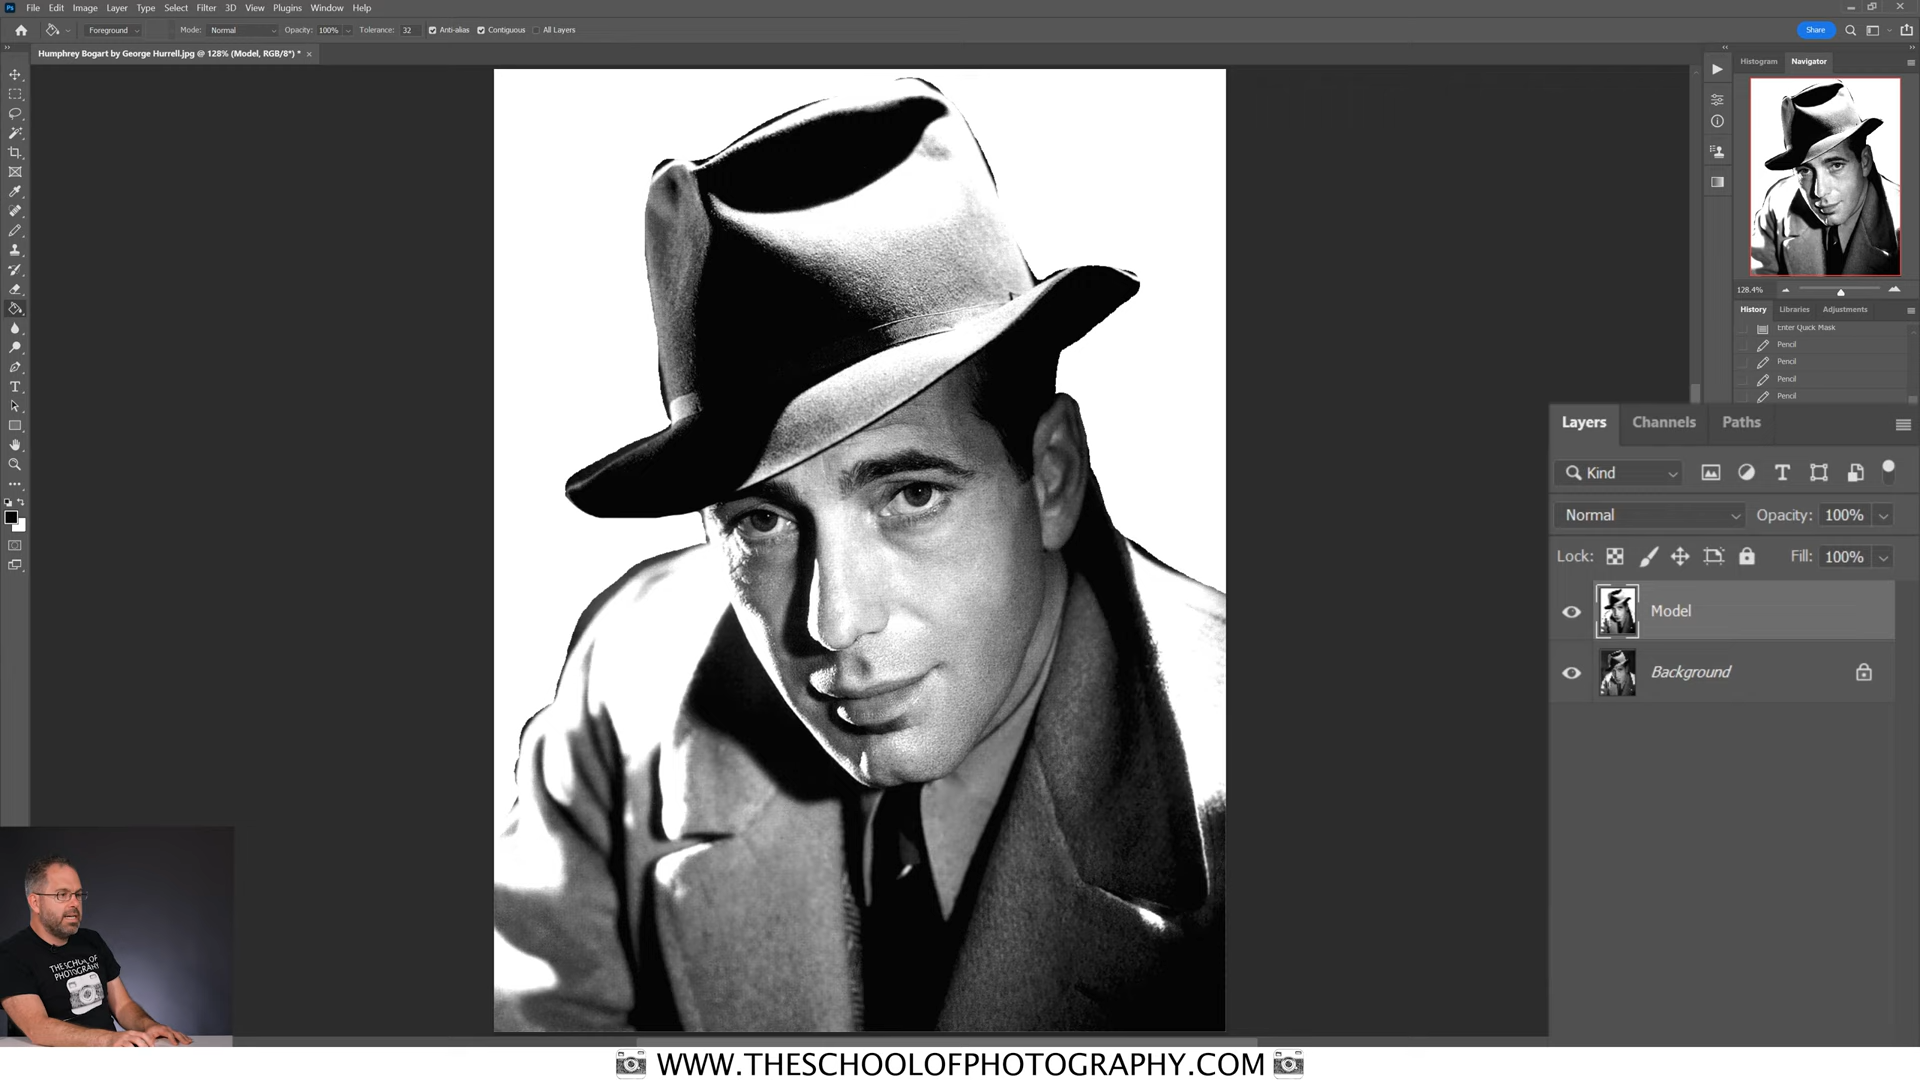 Ps File Edit Image Layer Type Select Filter 3D View Plugins Window Help
Foreground Mode: Normal Opacity: 100% Tolerance: 32 Anti-alias Contiguous All Layers Share
Humphrey Bogart by George Hurrell.jpg @ 128% (Model, RGB/8*) * ×
Histogram Navigator
128.4%
History Libraries Adjustments
Enter Quick Mask
Pencil
Pencil
Pencil
Pencil
Layers Channels Paths
Kind
Normal Opacity: 100%
Lock: Fill: 100%
Model
Background
THE SCHOOL OF
PHOTOGRAPHY
WWW.THESCHOOLOFPHOTOGRAPHY.COM